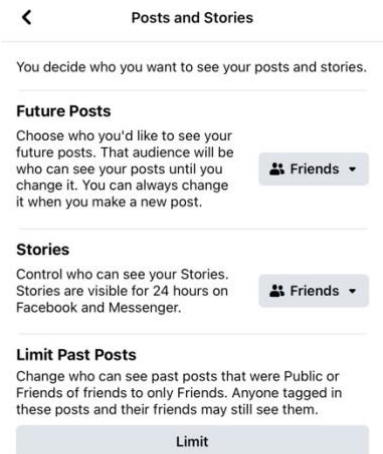 Posts and Stories
You decide who you want to see your posts and stories.
Future Posts
Choose who you'd like to see your
future posts. That audience will be
who can see your posts until you
change it. You can always change
it when you make a new post.
Friends
Stories
Control who can see your Stories.
Stories are visible for 24 hours on
Facebook and Messenger.
Friends
Limit Past Posts
Change who can see past posts that were Public or
Friends of friends to only Friends. Anyone tagged in
these posts and their friends may still see them.
Limit